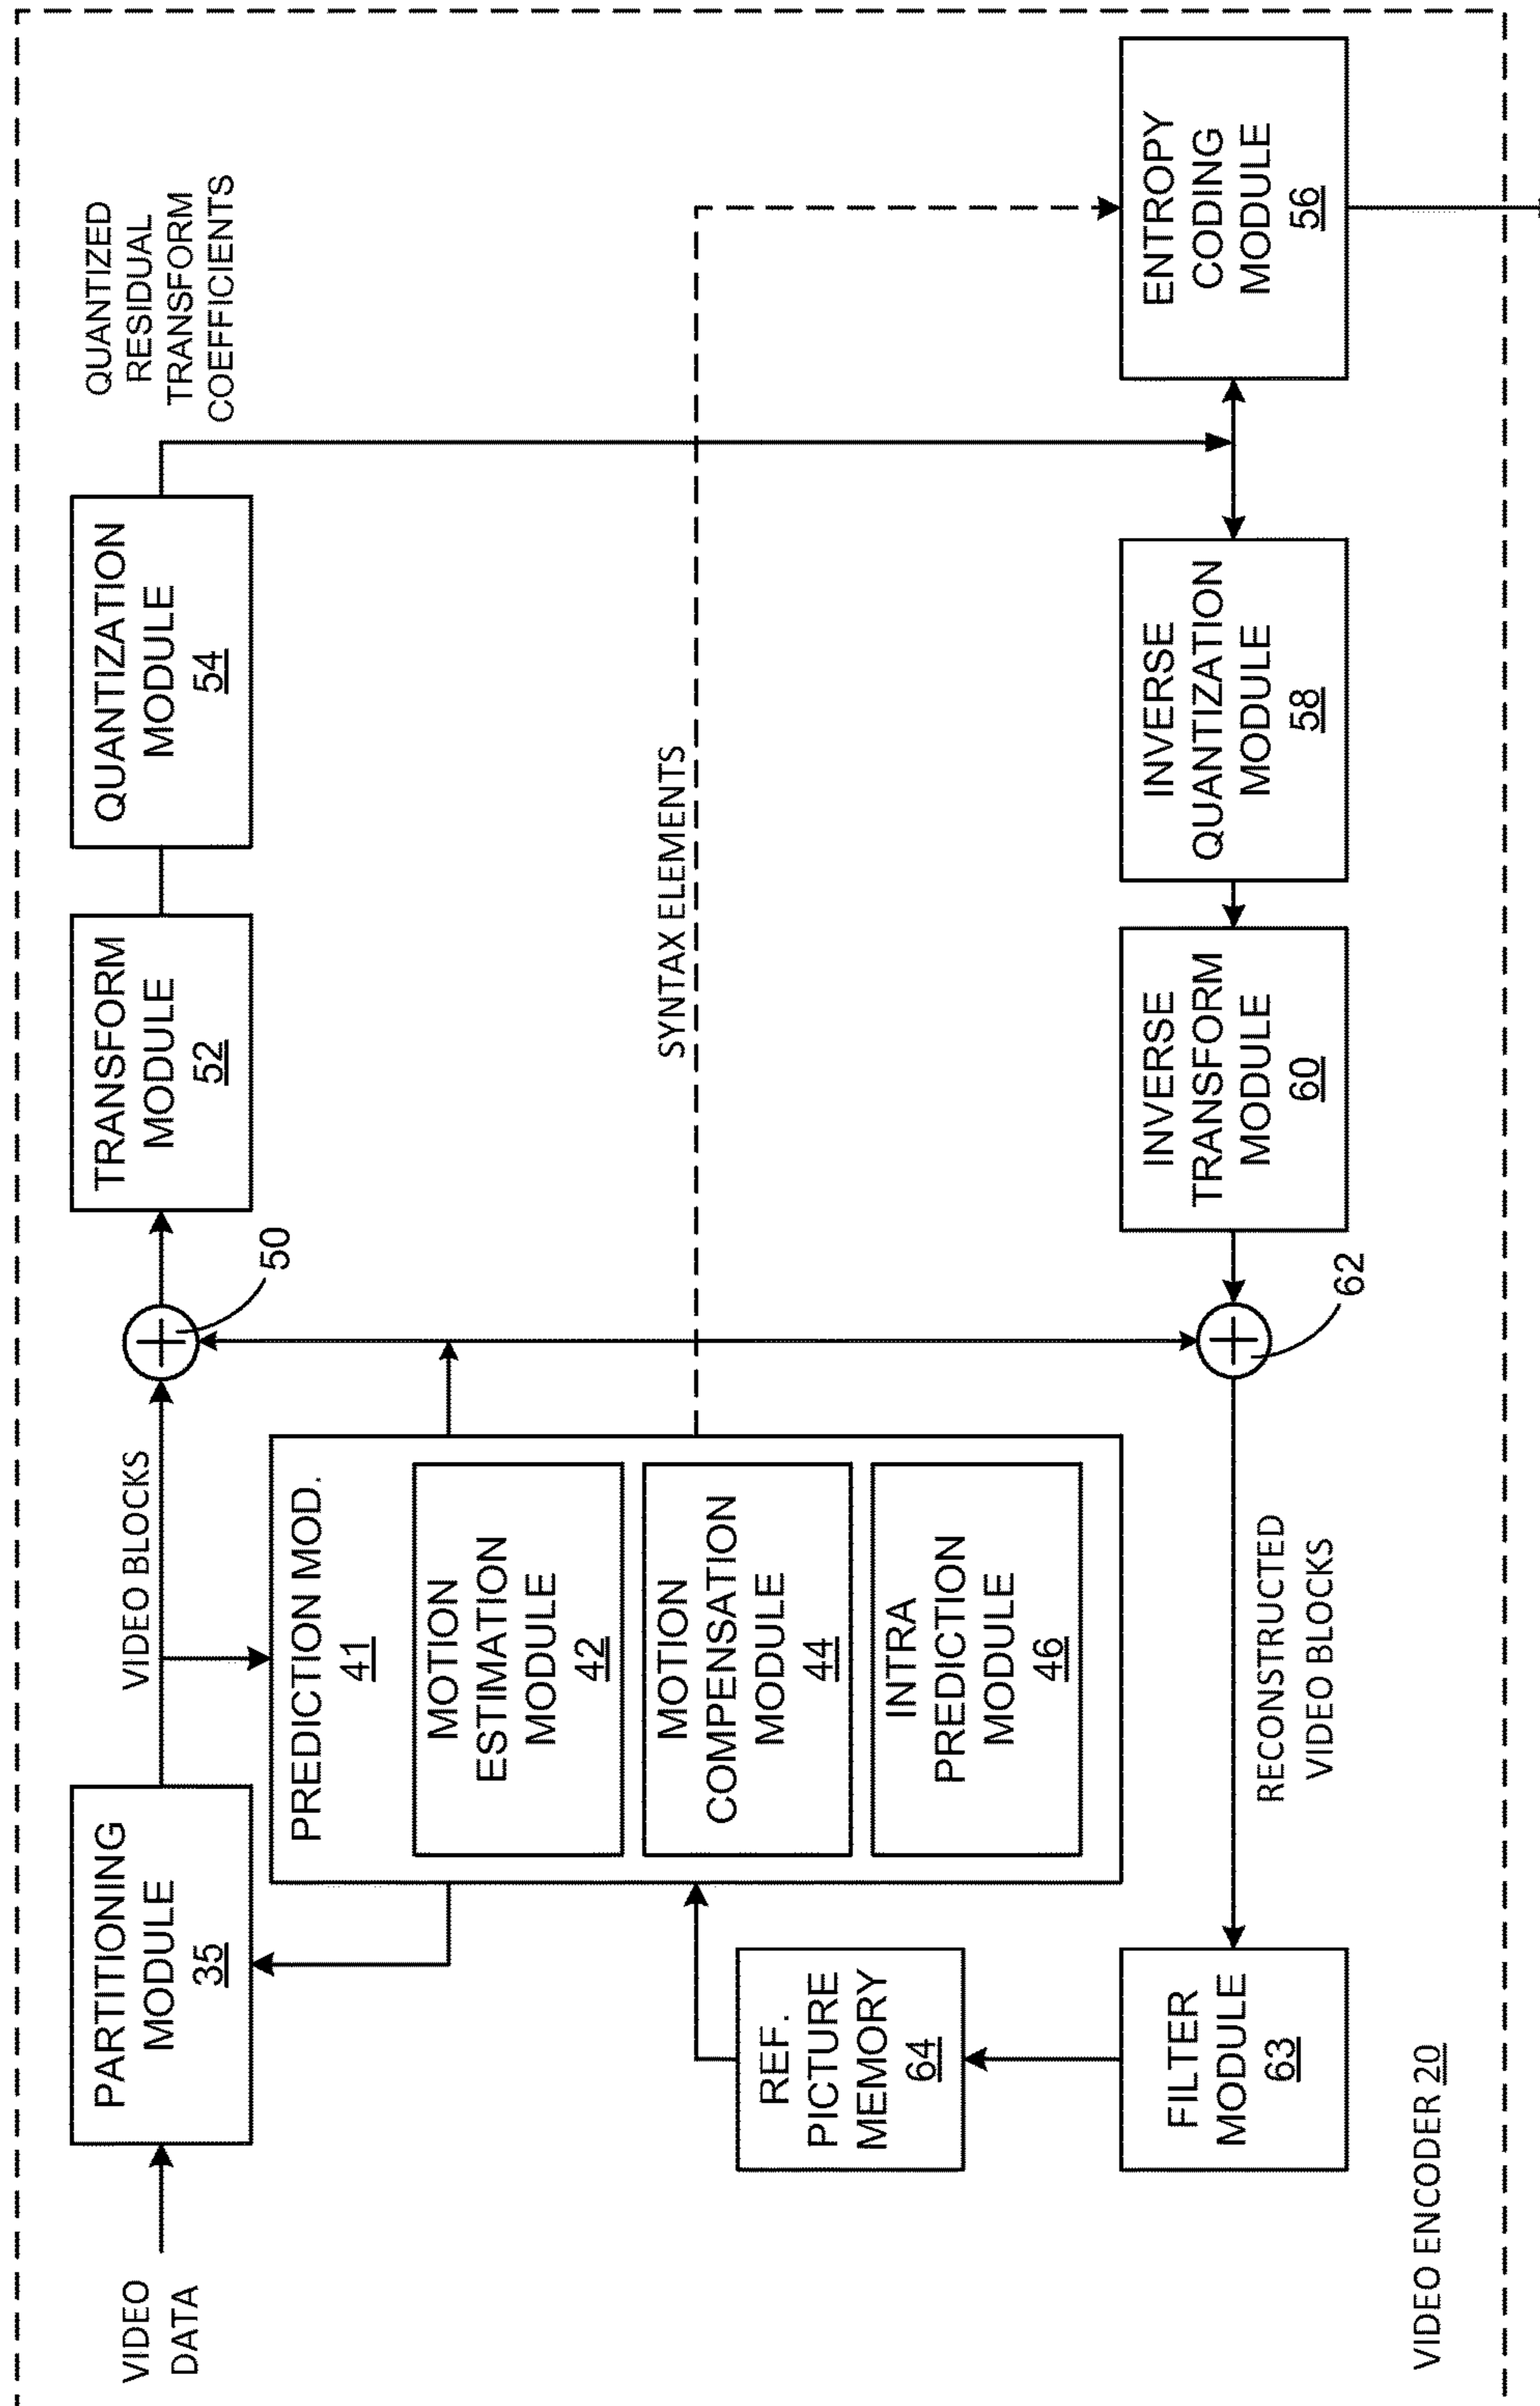 VIDEO
DATA
PARTITIONING
MODULE
35
VIDEO BLOCKS
50
TRANSFORM
MODULE
52
QUANTIZATION
MODULE
54
QUANTIZED
RESIDUAL
TRANSFORM
COEFFICIENTS
PREDICTION MOD.
41
MOTION
ESTIMATION
MODULE
42
MOTION
COMPENSATION
MODULE
44
INTRA
PREDICTION
MODULE
46
SYNTAX ELEMENTS
REF.
PICTURE
MEMORY
64
FILTER
MODULE
63
RECONSTRUCTED
VIDEO BLOCKS
62
INVERSE
TRANSFORM
MODULE
60
INVERSE
QUANTIZATION
MODULE
58
ENTROPY
CODING
MODULE
56
VIDEO ENCODER 20